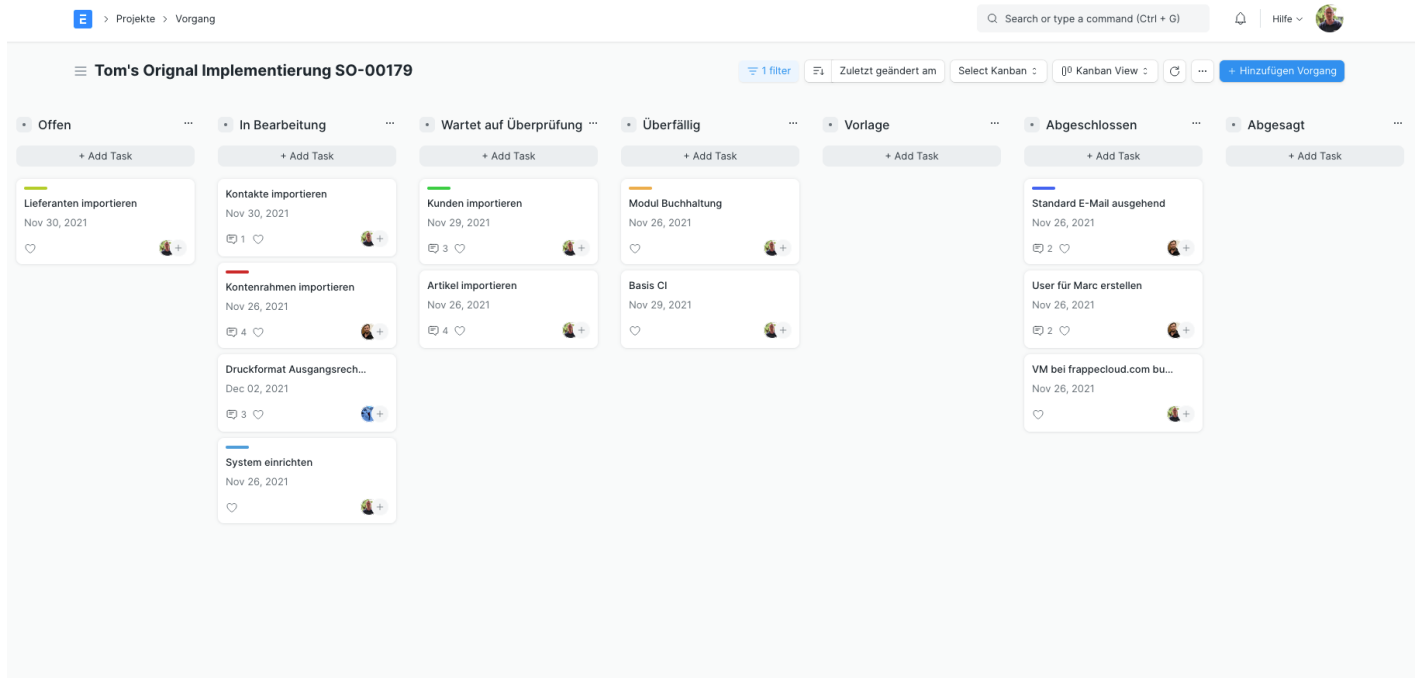 E
Projekte
Vorgang
Search or type a command (Ctrl + G)
Hilfe
Tom's Orignal Implementierung SO-00179
1 filter
Zuletzt geändert am
Select Kanban
Kanban View
...
+ Hinzufügen Vorgang
Offen
...
+ Add Task
Lieferanten importieren
Nov 30, 2021
+
In Bearbeitung
...
+ Add Task
Kontakte importieren
Nov 30, 2021
1
+
Kontenrahmen importieren
Nov 26, 2021
4
+
Druckformat Ausgangsrech...
Dec 02, 2021
3
+
System einrichten
Nov 26, 2021
+
Wartet auf Überprüfung
...
+ Add Task
Kunden importieren
Nov 29, 2021
3
+
Artikel importieren
Nov 26, 2021
4
+
Überfällig
...
+ Add Task
Modul Buchhaltung
Nov 26, 2021
+
Basis CI
Nov 29, 2021
+
Vorlage
...
+ Add Task
Abgeschlossen
...
+ Add Task
Standard E-Mail ausgehend
Nov 26, 2021
2
+
User für Marc erstellen
Nov 26, 2021
2
+
VM bei frappecloud.com bu...
Nov 26, 2021
+
Abgesagt
...
+ Add Task